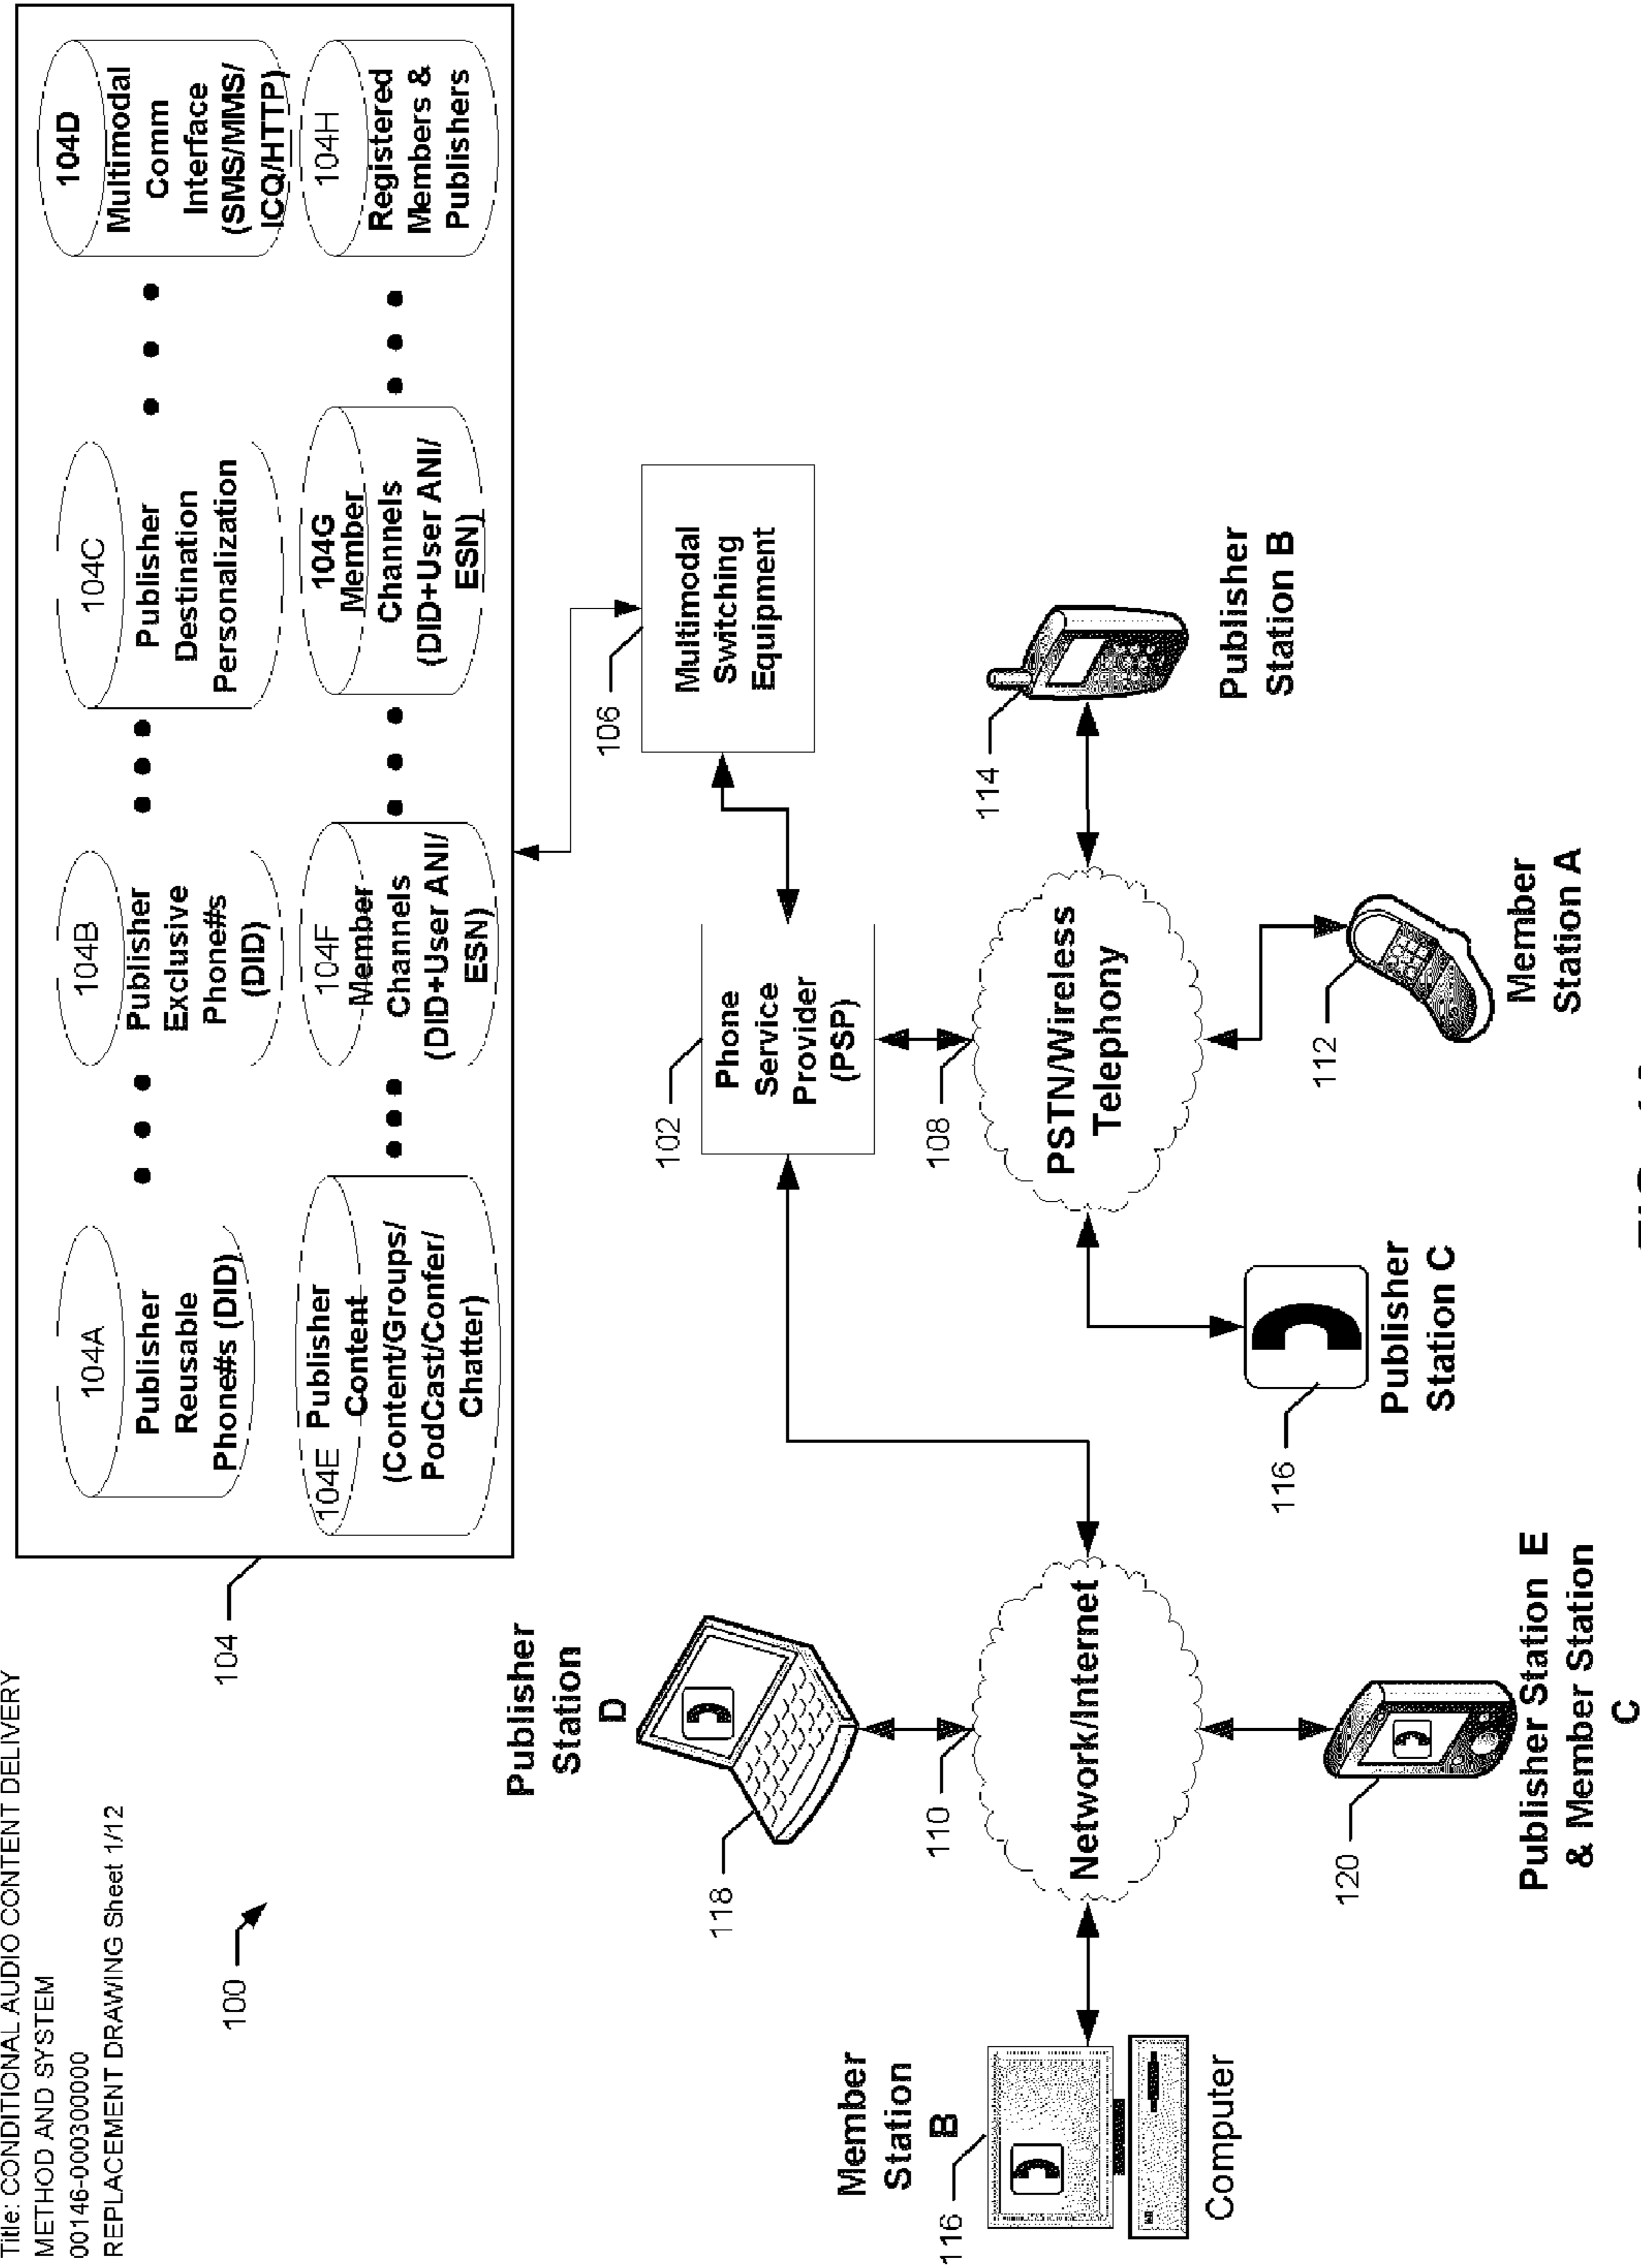 Title: CONDITIONAL AUDIO CONTENT DELIVERY
METHOD AND SYSTEM
00146-000300000
REPLACEMENT DRAWING Sheet 1/12
100
104
104A
Publisher
Reusable
Phone#s (DID)
104B
Publisher
Exclusive
Phone#s
(DID)
104C
Publisher
Destination
Personalization
104D
Multimodal
Comm
Interface
(SMS/MMS/
ICQ/HTTP)
104E
Publisher
Content
(Content/Groups/
PodCast/Confer/
Chatter)
104F
Member
Channels
(DID+User ANI/
ESN)
104G
Member
Channels
(DID+User ANI/
ESN)
104H
Registered
Members &
Publishers
106
Multimodal
Switching
Equipment
102
Phone
Service
Provider
(PSP)
108
PSTN/Wireless
Telephony
114
Publisher
Station B
112
Member
Station A
116
Publisher
Station C
Publisher
Station
D
118
110
Network/Internet
120
Publisher Station E
& Member Station
C
Member
Station
B
116
Computer